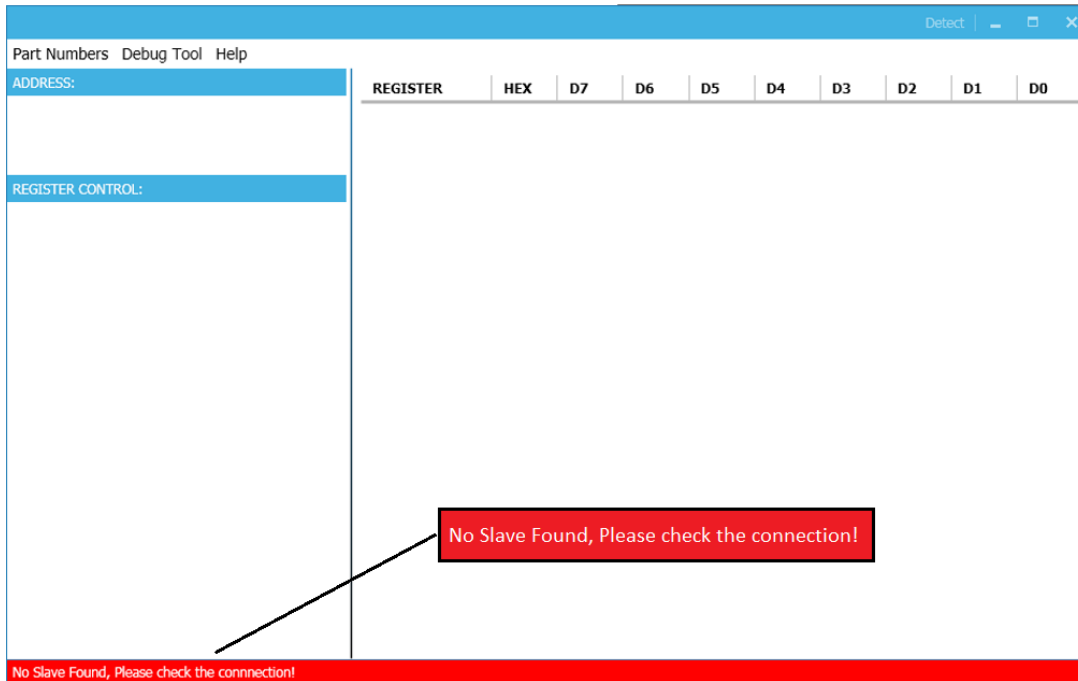 Detect
Part Numbers Debug Tool Help
ADDRESS:
REGISTER HEX D7 D6 D5 D4 D3 D2 D1 D0
REGISTER CONTROL:
No Slave Found, Please check the connection!
No Slave Found, Please check the connnection!